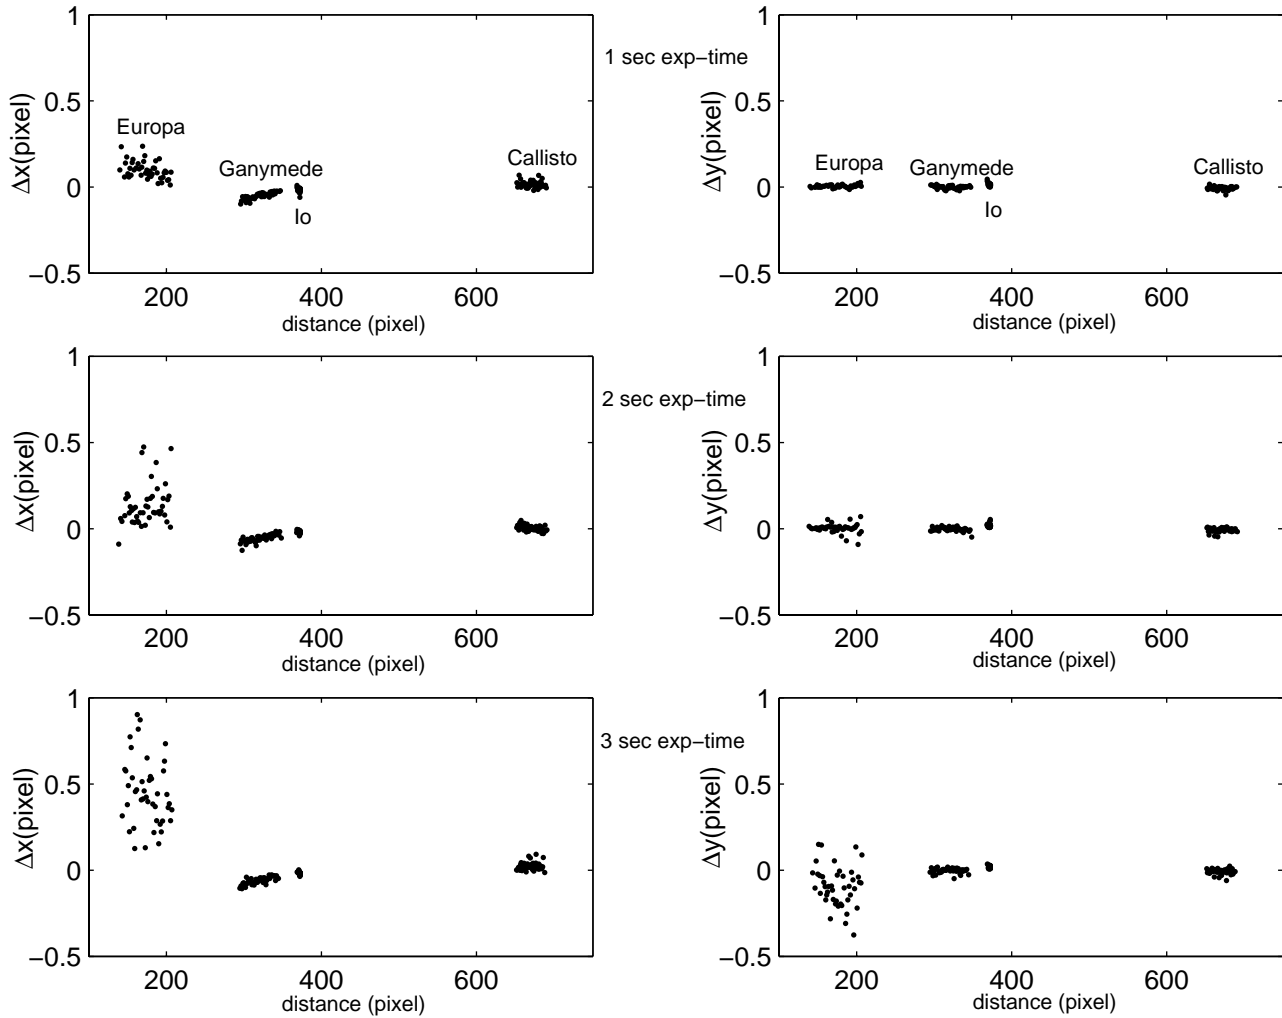 1
0.5
0
−0.5
Δx(pixel)
Europa
Ganymede
Io
Callisto
200
400
600
distance (pixel)
1 sec exp−time
1
0.5
0
−0.5
Δy(pixel)
Europa
Ganymede
Io
Callisto
200
400
600
distance (pixel)
1
0.5
0
−0.5
Δx(pixel)
200
400
600
distance (pixel)
2 sec exp−time
1
0.5
0
−0.5
Δy(pixel)
200
400
600
distance (pixel)
1
0.5
0
−0.5
Δx(pixel)
200
400
600
distance (pixel)
3 sec exp−time
1
0.5
0
−0.5
Δy(pixel)
200
400
600
distance (pixel)